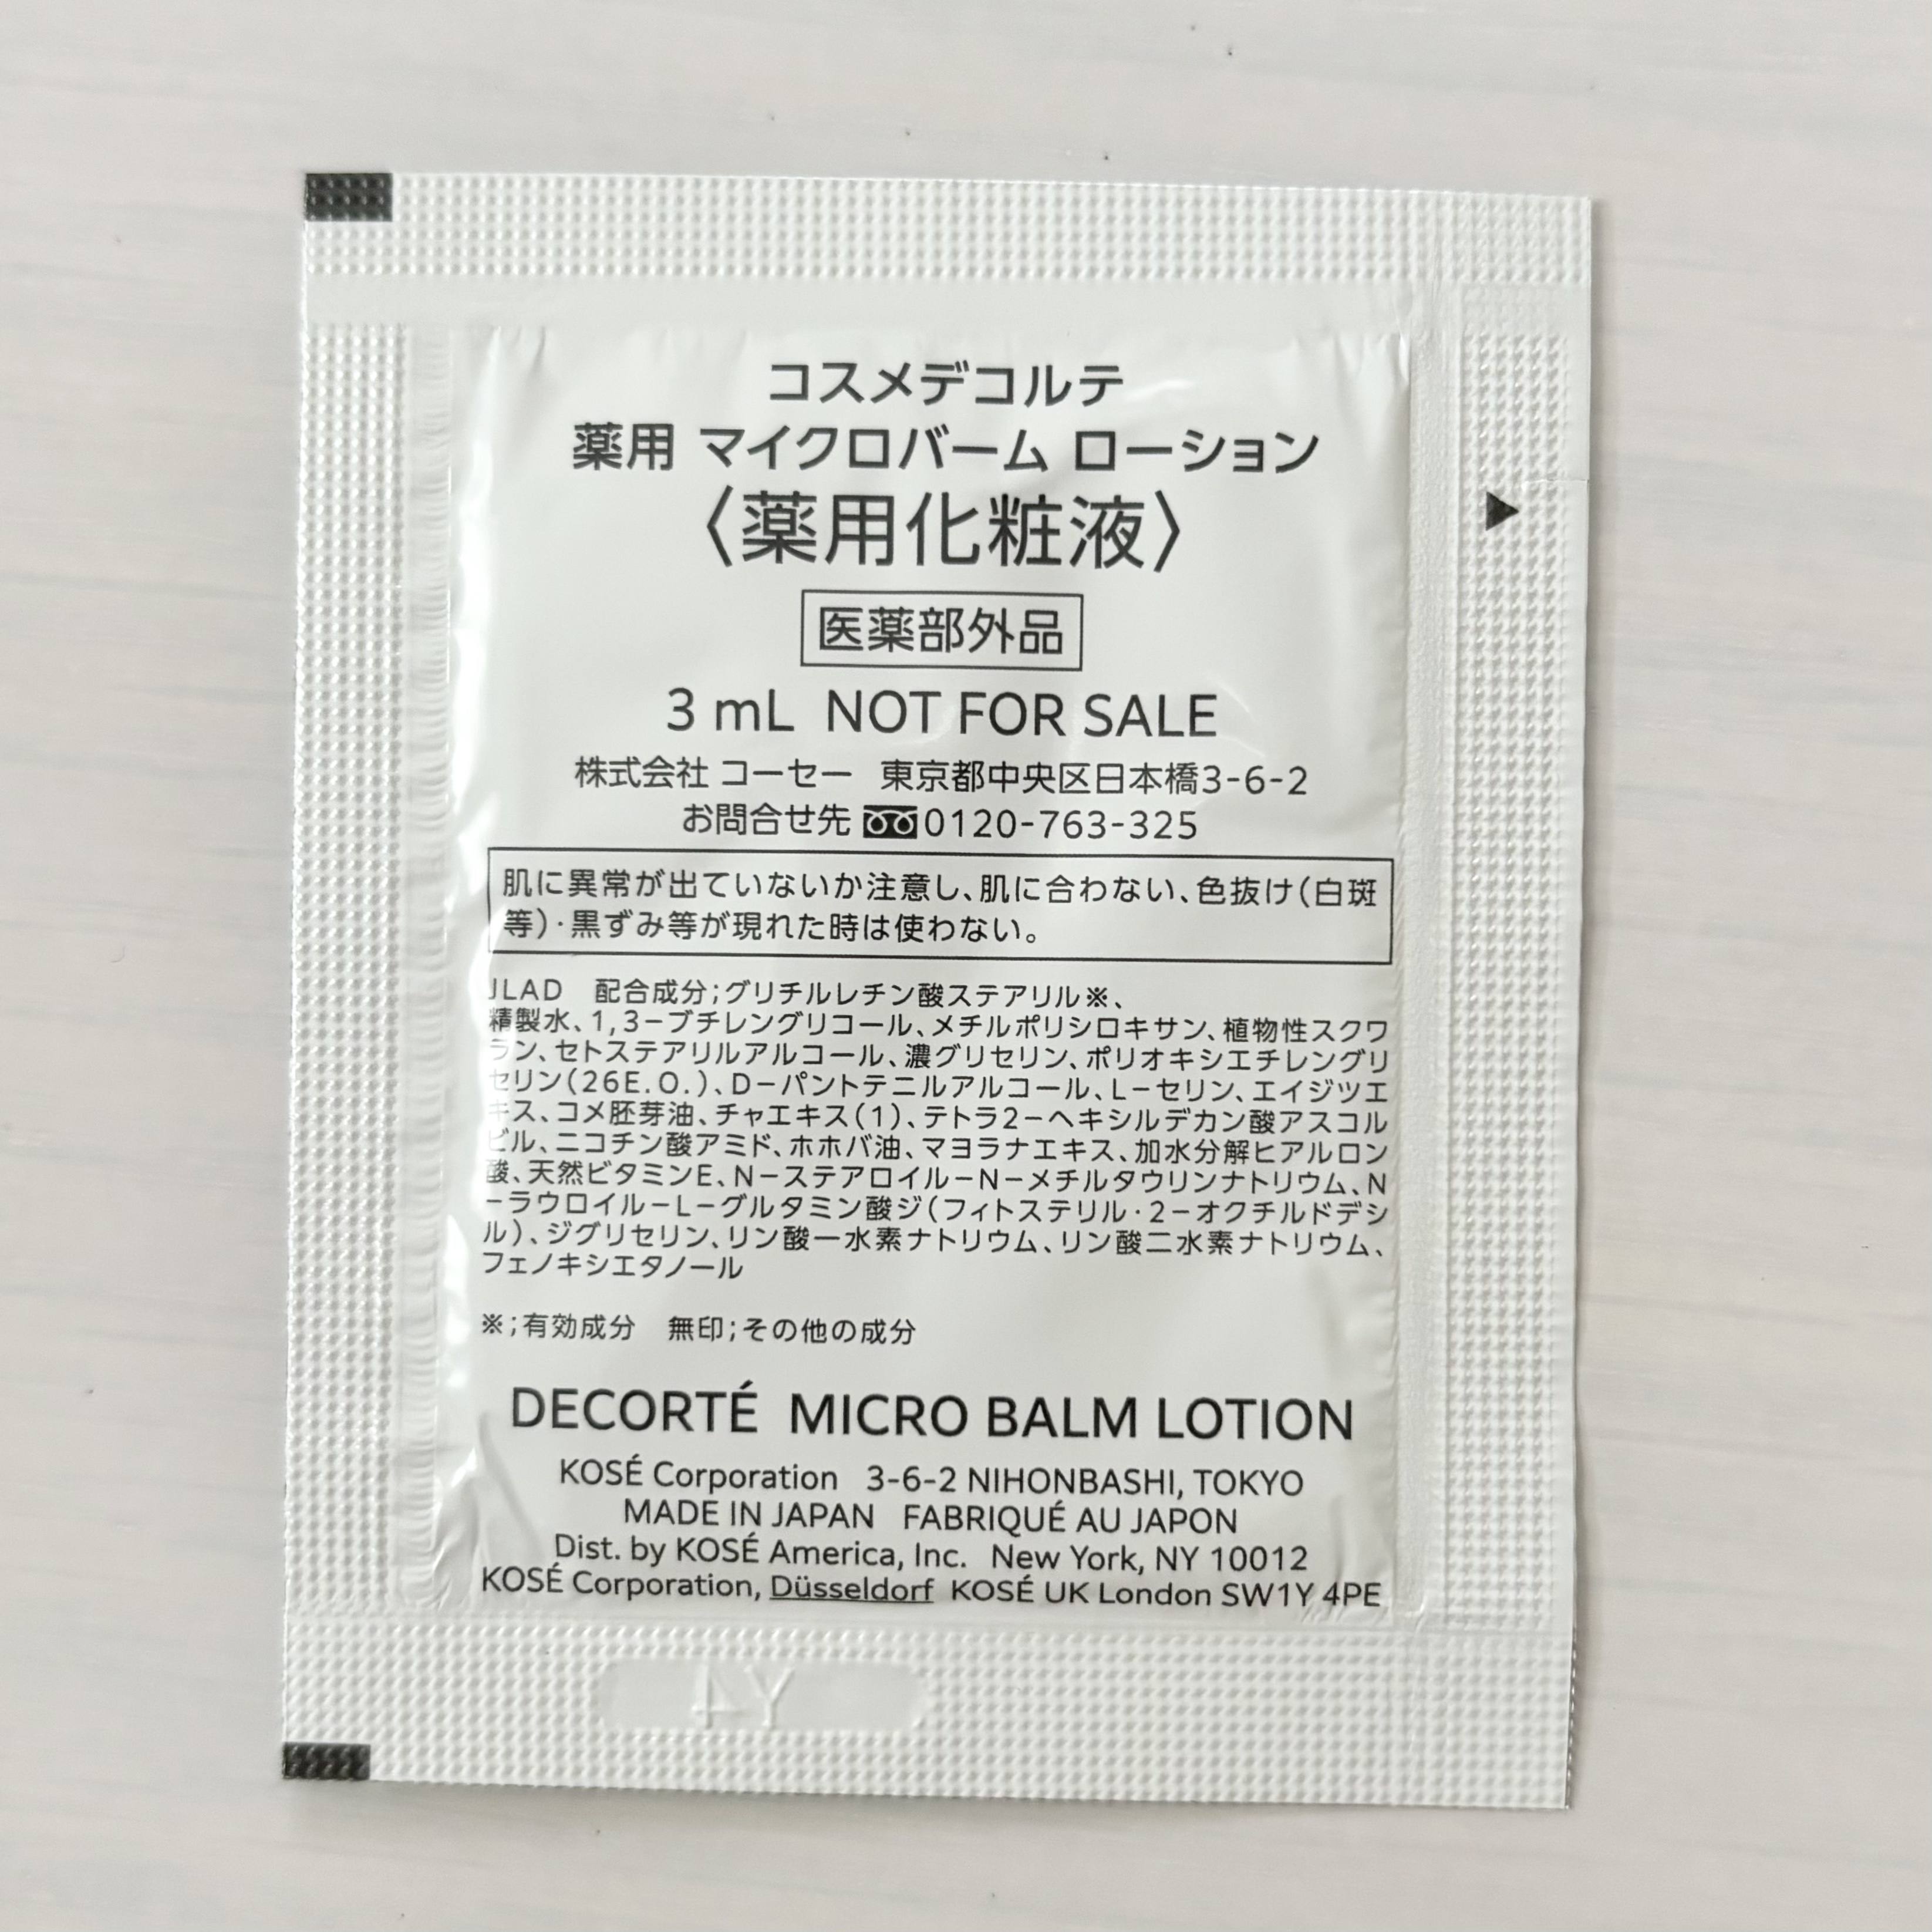 コスメデコルテ
薬用 マイクロバーム ローション
〈薬用化粧液〉
医薬部外品
3 mL NOT FOR SALE
株式会社 コーセー 東京都中央区日本橋3-6-2
お問合せ先 0120-763-325
肌に異常が出ていないか注意し、肌に合わない、色抜け(白斑
等)・黒ずみ等が現れた時は使わない。
JLAD 配合成分;グリチルレチン酸ステアリル※、
精製水、1,3−ブチレングリコール、メチルポリシロキサン、植物性スクワ
ラン、セトステアリルアルコール、濃グリセリン、ポリオキシエチレングリ
セリン(26E.O.)、D−パントテニルアルコール、L−セリン、エイジツエ
キス、コメ胚芽油、チャエキス(1)、テトラ2−ヘキシルデカン酸アスコル
ビル、ニコチン酸アミド、ホホバ油、マヨラナエキス、加水分解ヒアルロン
酸、天然ビタミンE、N−ステアロイル−N−メチルタウリンナトリウム、N
−ラウロイル−L−グルタミン酸ジ(フィトステリル・2−オクチルドデシ
ル)、ジグリセリン、リン酸一水素ナトリウム、リン酸二水素ナトリウム、
フェノキシエタノール
※;有効成分 無印;その他の成分
DECORTÉ MICRO BALM LOTION
KOSÉ Corporation 3-6-2 NIHONBASHI, TOKYO
MADE IN JAPAN FABRIQUÉ AU JAPON
Dist. by KOSÉ America, Inc. New York, NY 10012
KOSÉ Corporation, Düsseldorf KOSÉ UK London SW1Y 4PE